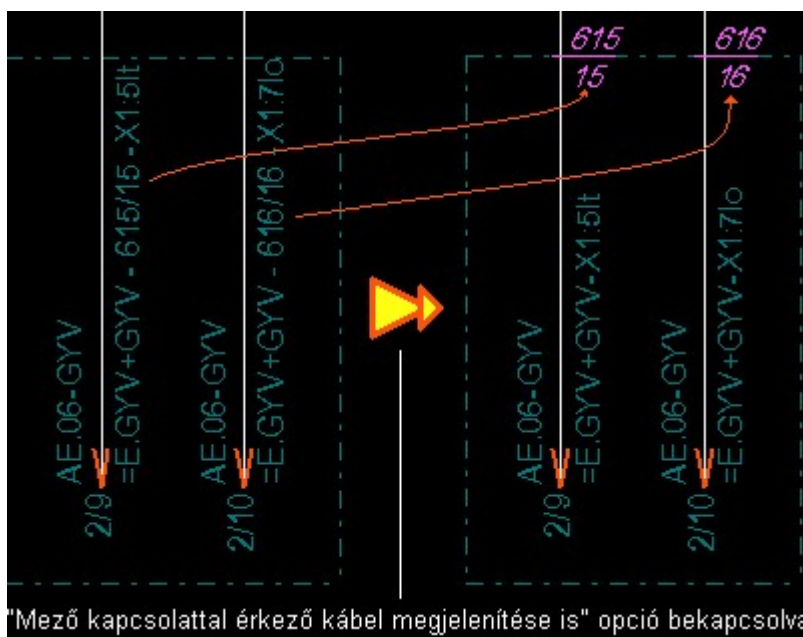 615
15
616
16
AE.06-GYV
=E.GYV+GYV - 615/15 -X1:5lt
2/9
AE.06-GYV
=E.GYV+GYV - 616/16 -X1:7lo
2/10
AE.06-GYV
=E.GYV+GYV-X1:5lt
2/9
AE.06-GYV
=E.GYV+GYV-X1:7lo
2/10
"Mező kapcsolattal érkező kábel megjelenítése is" opció bekapcsolva